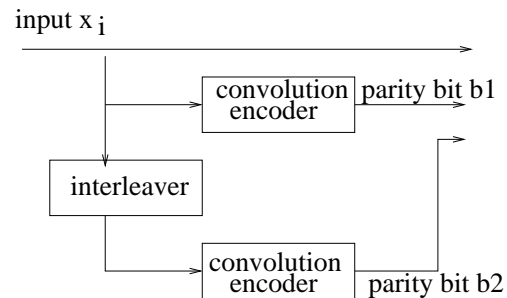 input x i
convolution
encoder
parity bit b1
interleaver
convolution
encoder
parity bit b2